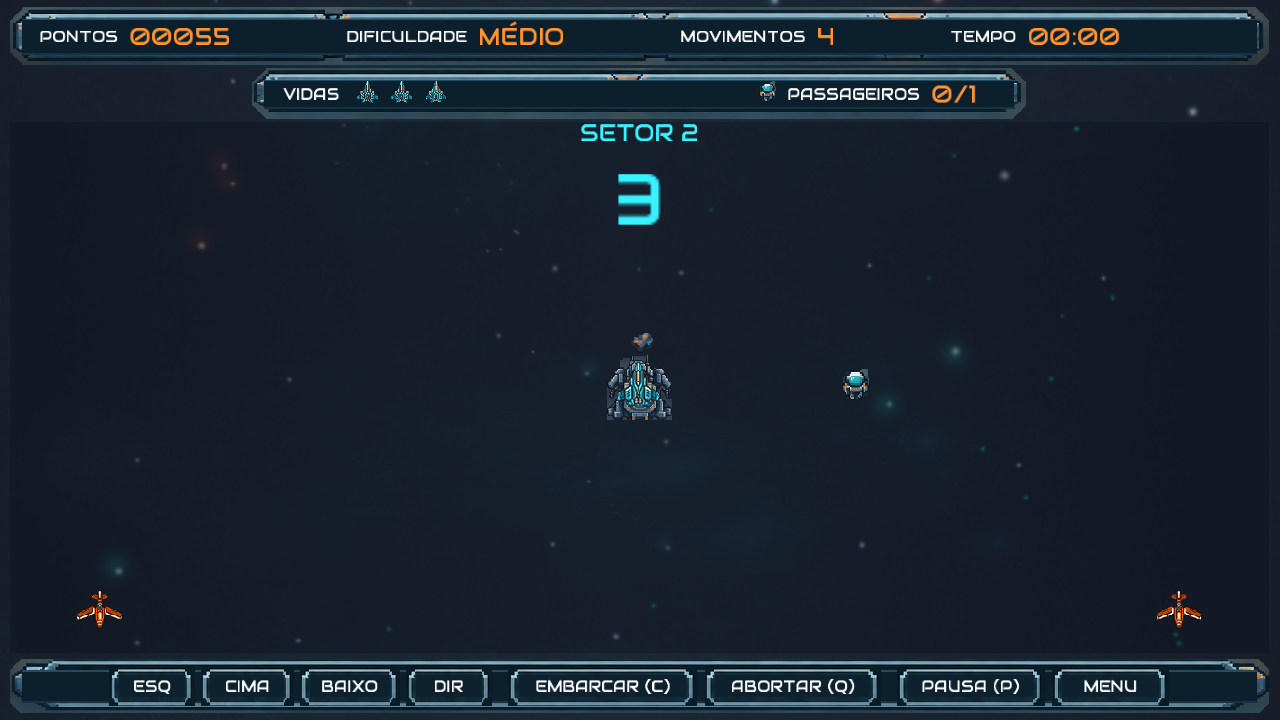 PONTOS 00055 DIFICULDADE MÉDIO MOVIMENTOS 4 TEMPO 00:00
VIDAS PASSAGEIROS 0/1
SETOR 2
3
ESQ CIMA BAIXO DIR EMBARCAR (C) ABORTAR (Q) PAUSA (P) MENU